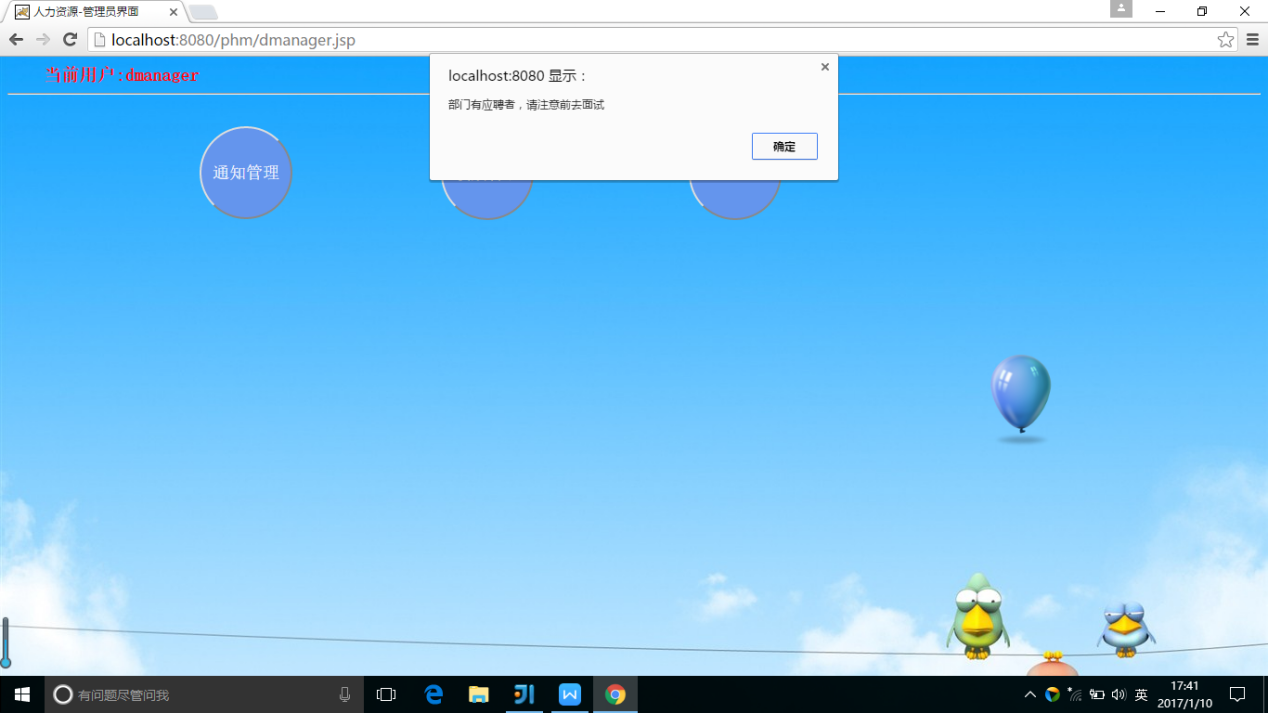 人力资源-管理员界面
localhost:8080/phm/dmanager.jsp
当前用户:dmanager
localhost:8080 显示：
部门有应聘者，请注意前去面试
确定
通知管理
有问题尽管问我
英
17:41
2017/1/10